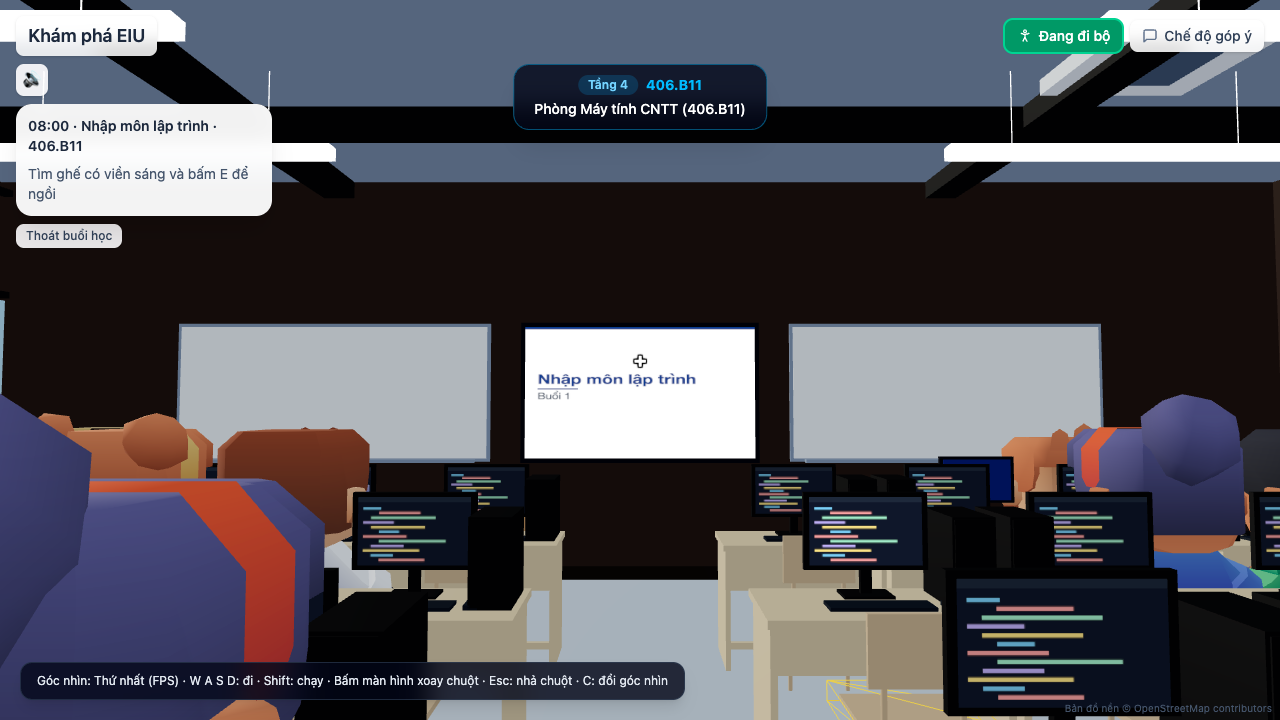 Khám phá EIU
Đang đi bộ
Chế độ góp ý
Tầng 4 406.B11
Phòng Máy tính CNTT (406.B11)
08:00 · Nhập môn lập trình ·
406.B11
Tìm ghế có viền sáng và bấm E để
ngồi
Thoát buổi học
Nhập môn lập trình
Buổi 1
Góc nhìn: Thứ nhất (FPS) · W A S D: đi · Shift: chạy · Bấm màn hình xoay chuột · Esc: nhả chuột · C: đổi góc nhìn
Bản đồ nền © OpenStreetMap contributors